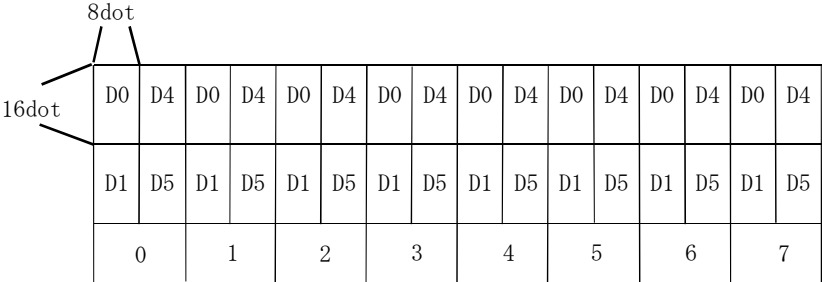 8dot
16dot
D0 D4 D0 D4 D0 D4 D0 D4 D0 D4 D0 D4 D0 D4 D0 D4
D1 D5 D1 D5 D1 D5 D1 D5 D1 D5 D1 D5 D1 D5 D1 D5
0 1 2 3 4 5 6 7